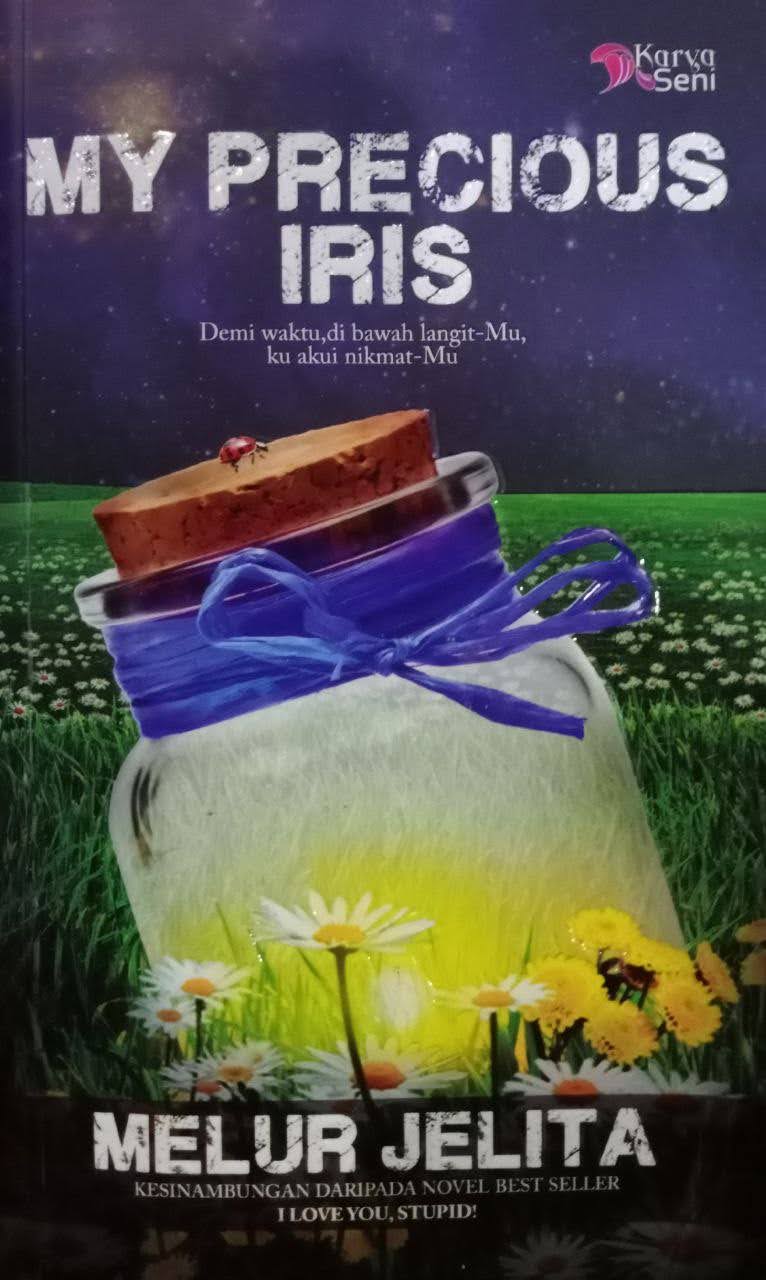 Karya
Seni
MY PRECIOUS
IRIS
Demi waktu,di bawah langit-Mu,
ku akui nikmat-Mu
MELUR JELITA
KESINAMBUNGAN DARIPADA NOVEL BEST SELLER
I LOVE YOU, STUPID!